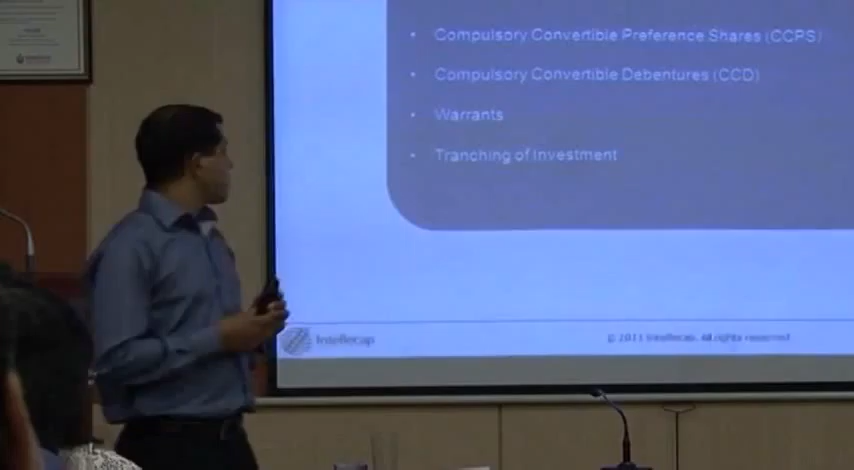 Compulsory Convertible Preference Shares (CCPS)
Compulsory Convertible Debentures (CCD)
Warrants
Tranching of Investment
Intellecap
© 2011 Intellecap. All rights reserved